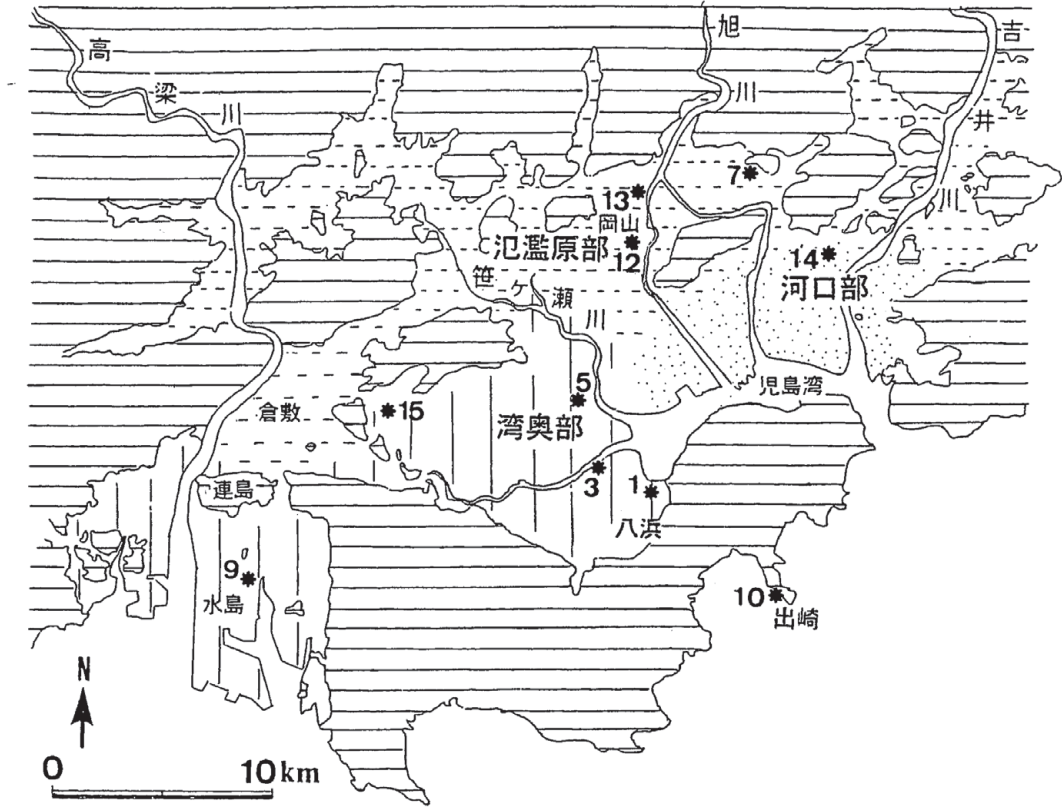 高梁川
旭川
吉井川
7
13
岡山
12
氾濫原部
14
河口部
笹ヶ瀬川
5
児島湾
倉敷
15
湾奥部
連島
3
1
八浜
9
水島
10
出崎
N
0 10km